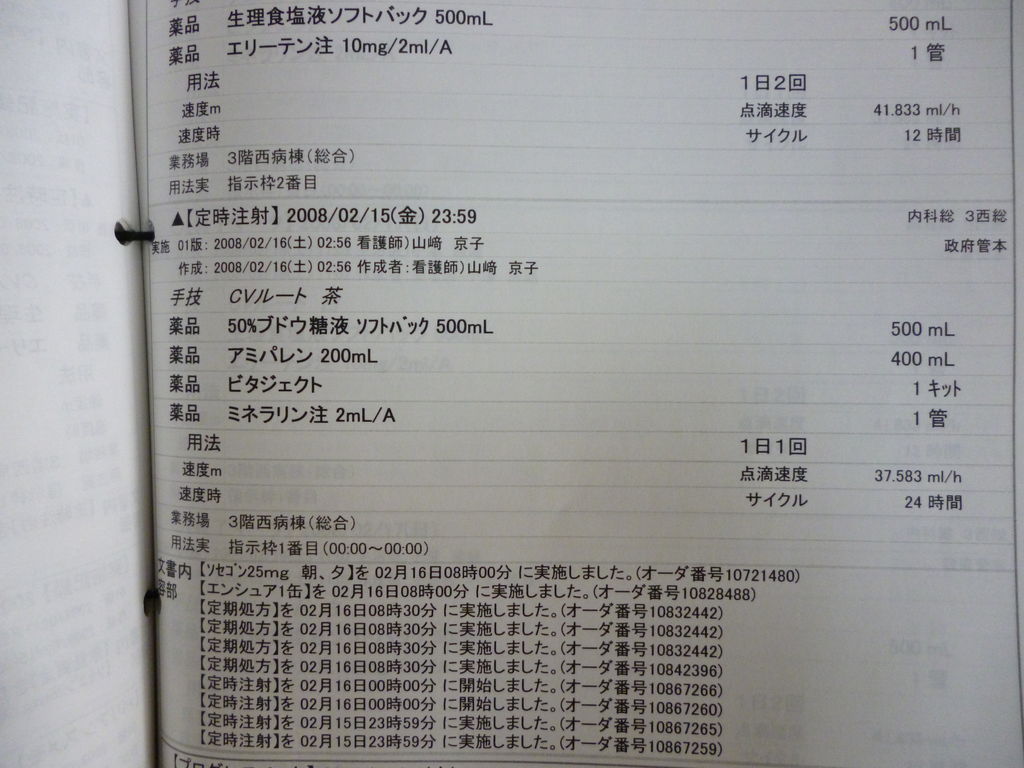 手技
薬品 生理食塩液ソフトバック 500mL 500 mL
薬品 エリーテン注 10mg/2ml/A 1 管
用法 1日2回
速度m 点滴速度 41.833 ml/h
速度時 サイクル 12 時間
業務場 3階西病棟(総合)
用法実 指示枠2番目
▲【定時注射】 2008/02/15(金) 23:59 内科総 3西総
実施 01版: 2008/02/16(土) 02:56 看護師)山﨑 京子 政府管本
作成: 2008/02/16(土) 02:56 作成者:看護師)山﨑 京子
手技 CVルート 茶
薬品 50%ブドウ糖液 ソフトバック 500mL 500 mL
薬品 アミパレン 200mL 400 mL
薬品 ビタジェクト 1 キット
薬品 ミネラリン注 2mL/A 1 管
用法 1日1回
速度m 点滴速度 37.583 ml/h
速度時 サイクル 24 時間
業務場 3階西病棟(総合)
用法実 指示枠1番目(00:00~00:00)
文書内 【ソセゴン25mg 朝、夕】を 02月16日08時00分 に実施しました。(オーダ番号10721480)
容部 【エンシュア1缶】を 02月16日08時00分 に実施しました。(オーダ番号10828488)
【定期処方】を 02月16日08時30分 に実施しました。(オーダ番号10832442)
【定期処方】を 02月16日08時30分 に実施しました。(オーダ番号10832442)
【定期処方】を 02月16日08時30分 に実施しました。(オーダ番号10832442)
【定期処方】を 02月16日08時30分 に実施しました。(オーダ番号10842396)
【定時注射】を 02月16日00時00分 に開始しました。(オーダ番号10867266)
【定時注射】を 02月16日00時00分 に開始しました。(オーダ番号10867260)
【定時注射】を 02月15日23時59分 に実施しました。(オーダ番号10867265)
【定時注射】を 02月15日23時59分 に実施しました。(オーダ番号10867259)